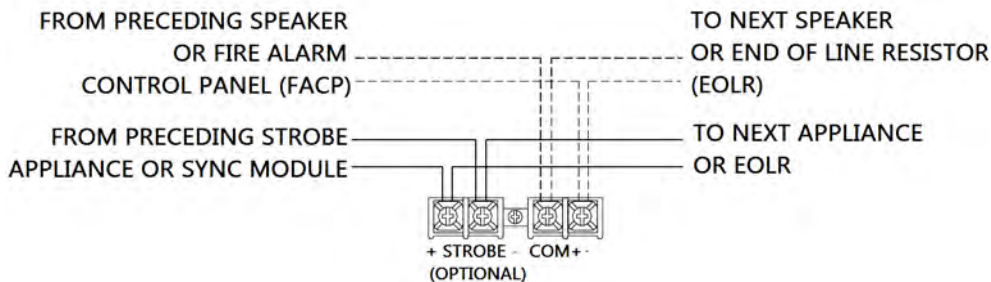 FROM PRECEDING SPEAKER
OR FIRE ALARM
CONTROL PANEL (FACP)
TO NEXT SPEAKER
OR END OF LINE RESISTOR
(EOLR)
FROM PRECEDING STROBE
APPLIANCE OR SYNC MODULE
TO NEXT APPLIANCE
OR EOLR
+ STROBE - COM+ -
(OPTIONAL)